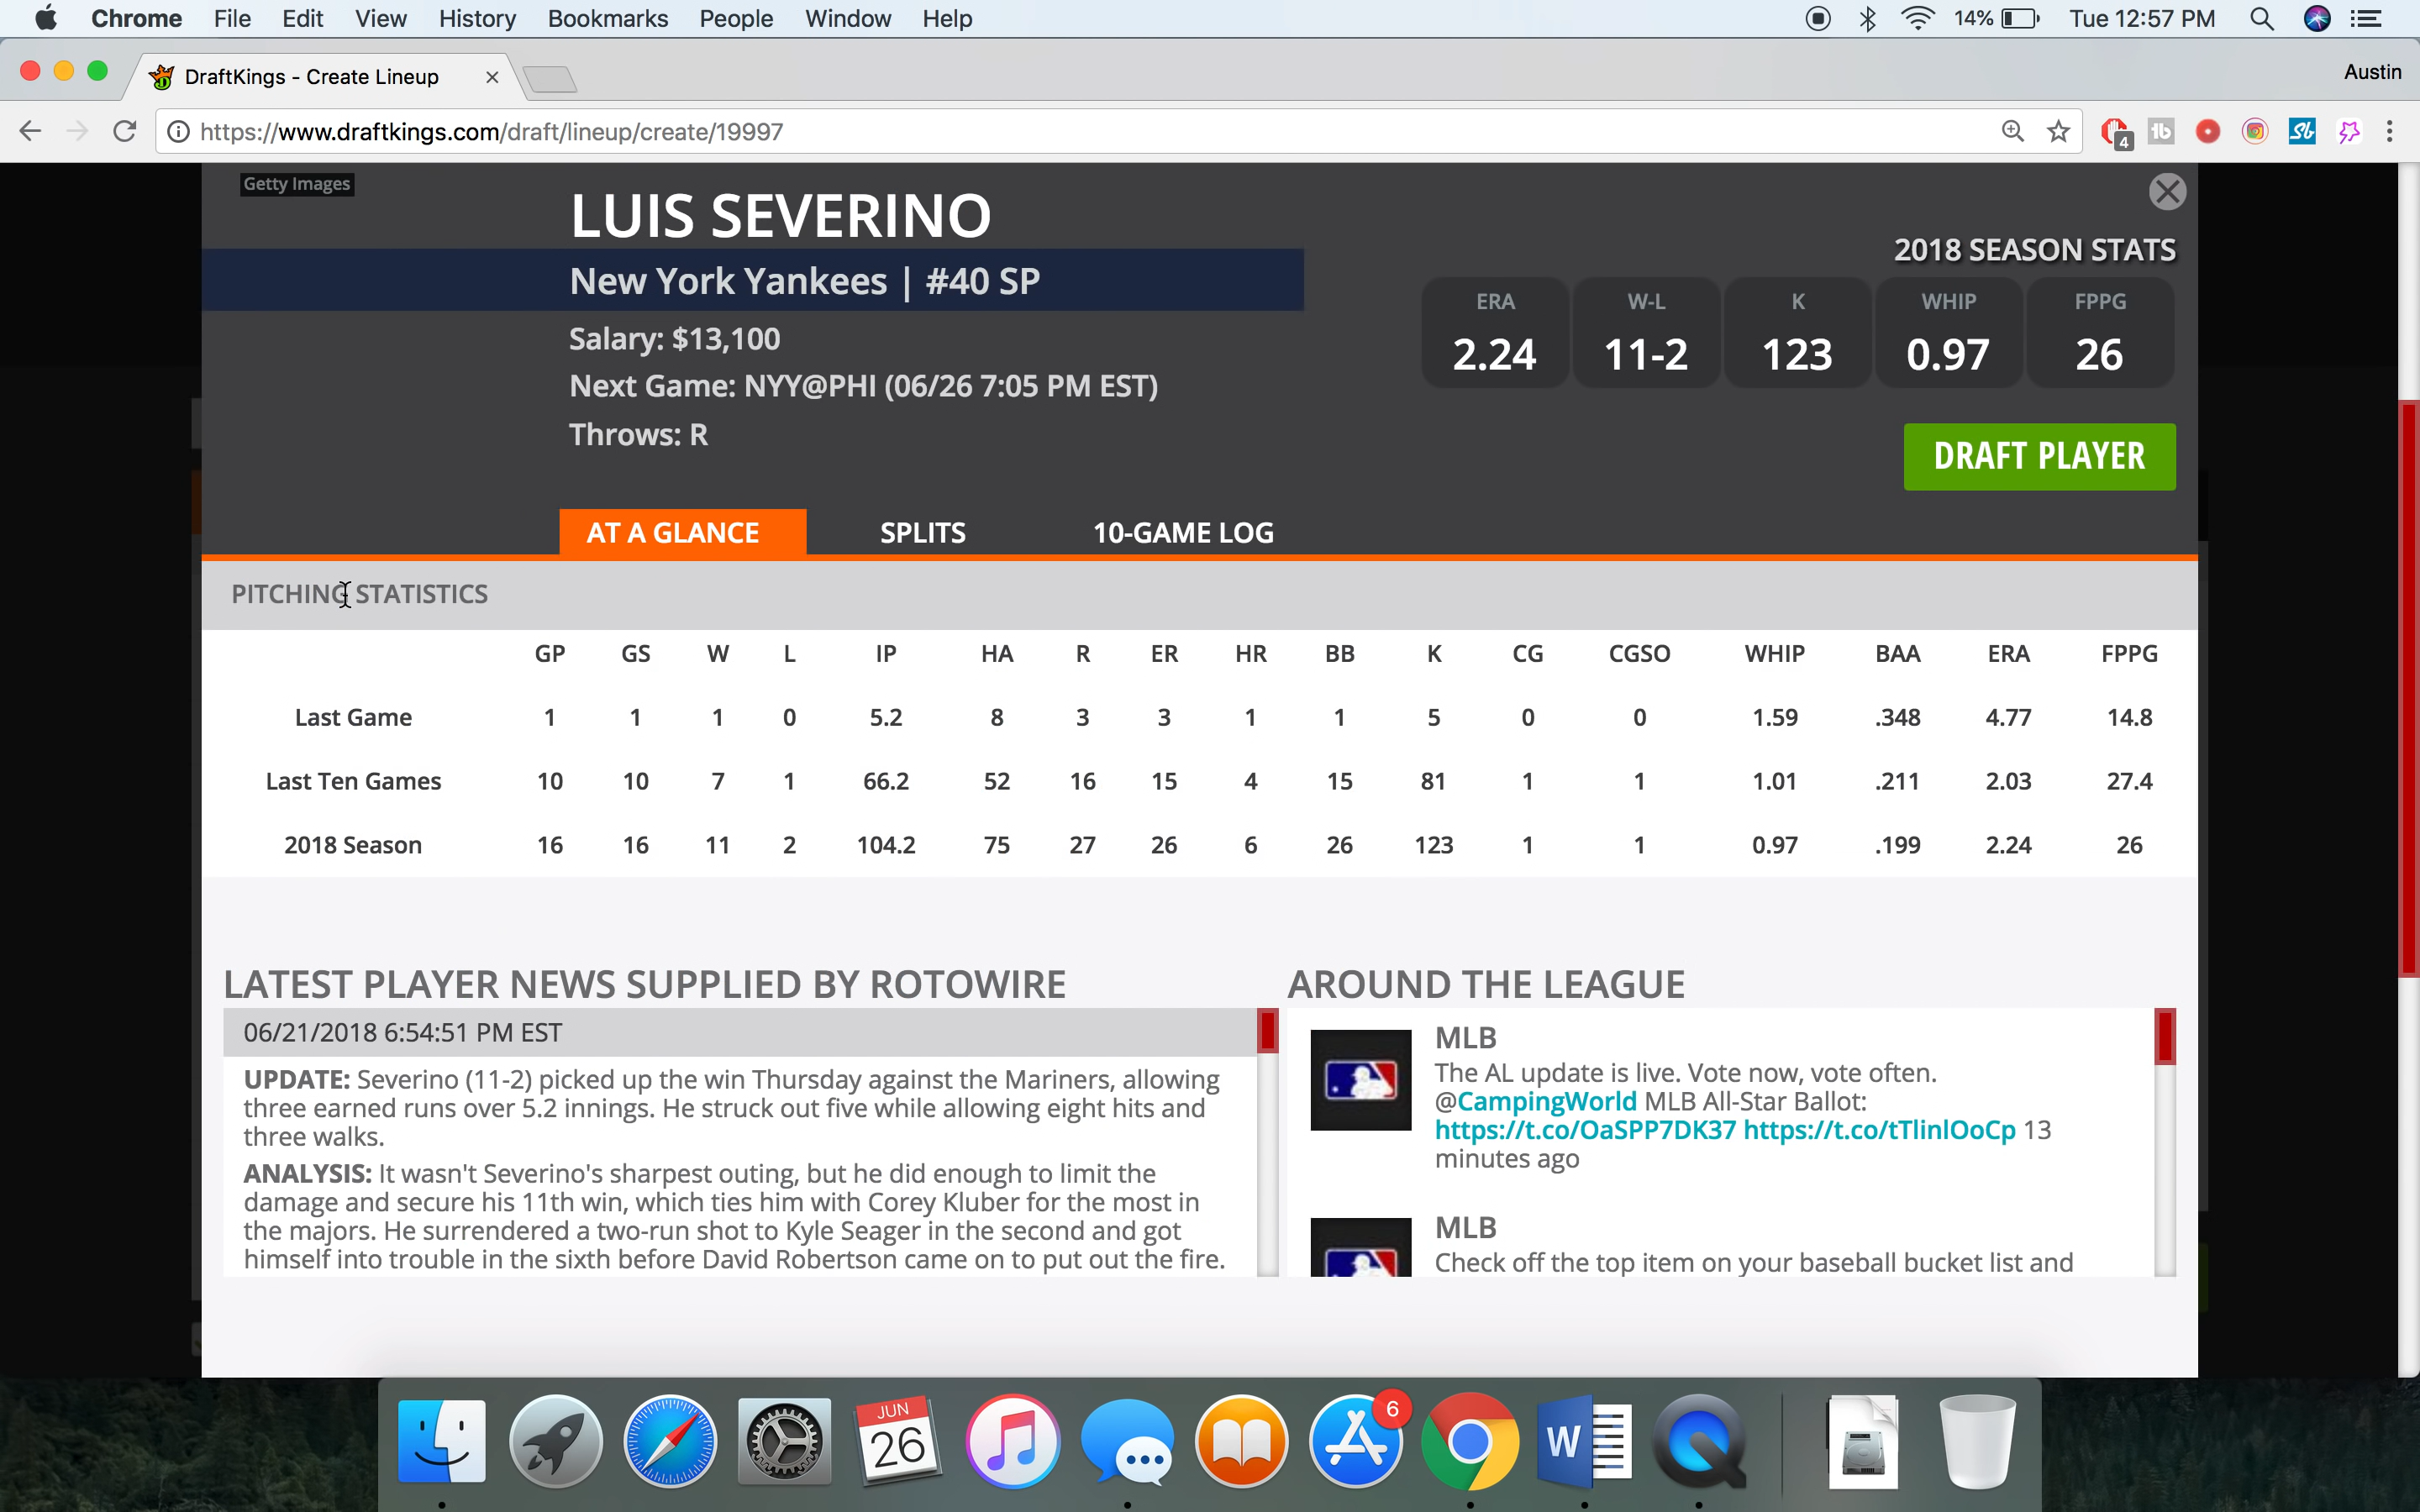 Chrome File Edit View History Bookmarks People Window Help 14% Tue 12:57 PM
DraftKings - Create Lineup
Austin
https://www.draftkings.com/draft/lineup/create/19997
4
Getty Images
LUIS SEVERINO
New York Yankees | #40 SP
Salary: $13,100
Next Game: NYY@PHI (06/26 7:05 PM EST)
Throws: R
2018 SEASON STATS
ERA W-L K WHIP FPPG
2.24 11-2 123 0.97 26
DRAFT PLAYER
AT A GLANCE SPLITS 10-GAME LOG
PITCHING STATISTICS
GP GS W L IP HA R ER HR BB K CG CGSO WHIP BAA ERA FPPG
Last Game 1 1 1 0 5.2 8 3 3 1 1 5 0 0 1.59 .348 4.77 14.8
Last Ten Games 10 10 7 1 66.2 52 16 15 4 15 81 1 1 1.01 .211 2.03 27.4
2018 Season 16 16 11 2 104.2 75 27 26 6 26 123 1 1 0.97 .199 2.24 26
LATEST PLAYER NEWS SUPPLIED BY ROTOWIRE
06/21/2018 6:54:51 PM EST
UPDATE: Severino (11-2) picked up the win Thursday against the Mariners, allowing
three earned runs over 5.2 innings. He struck out five while allowing eight hits and
three walks.
ANALYSIS: It wasn't Severino's sharpest outing, but he did enough to limit the
damage and secure his 11th win, which ties him with Corey Kluber for the most in
the majors. He surrendered a two-run shot to Kyle Seager in the second and got
himself into trouble in the sixth before David Robertson came on to put out the fire.
AROUND THE LEAGUE
MLB
The AL update is live. Vote now, vote often.
@CampingWorld MLB All-Star Ballot:
https://t.co/OaSPP7DK37 https://t.co/tTlinlOoCp 13
minutes ago
MLB
Check off the top item on your baseball bucket list and
JUN
26
6
W